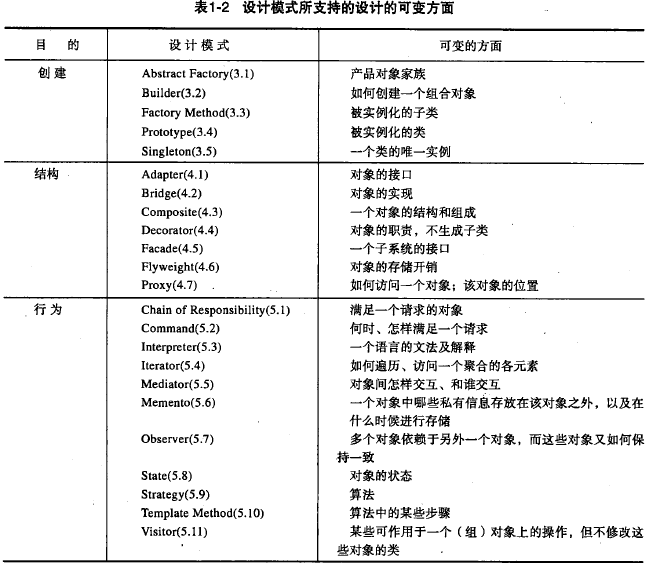 表1-2 设计模式所支持的设计的可变方面
目 的 设计模式 可变的方面
创建 Abstract Factory(3.1) 产品对象家族
Builder(3.2) 如何创建一个组合对象
Factory Method(3.3) 被实例化的子类
Prototype(3.4) 被实例化的类
Singleton(3.5) 一个类的唯一实例
结构 Adapter(4.1) 对象的接口
Bridge(4.2) 对象的实现
Composite(4.3) 一个对象的结构和组成
Decorator(4.4) 对象的职责,不生成子类
Facade(4.5) 一个子系统的接口
Flyweight(4.6) 对象的存储开销
Proxy(4.7) 如何访问一个对象;该对象的位置
行为 Chain of Responsibility(5.1) 满足一个请求的对象
Command(5.2) 何时、怎样满足一个请求
Interpreter(5.3) 一个语言的文法及解释
Iterator(5.4) 如何遍历、访问一个聚合的各元素
Mediator(5.5) 对象间怎样交互、和谁交互
Memento(5.6) 一个对象中哪些私有信息存放在该对象之外,以及在
什么时候进行存储
Observer(5.7) 多个对象依赖于另外一个对象,而这些对象又如何保
持一致
State(5.8) 对象的状态
Strategy(5.9) 算法
Template Method(5.10) 算法中的某些步骤
Visitor(5.11) 某些可作用于一个(组)对象上的操作,但不修改这
些对象的类